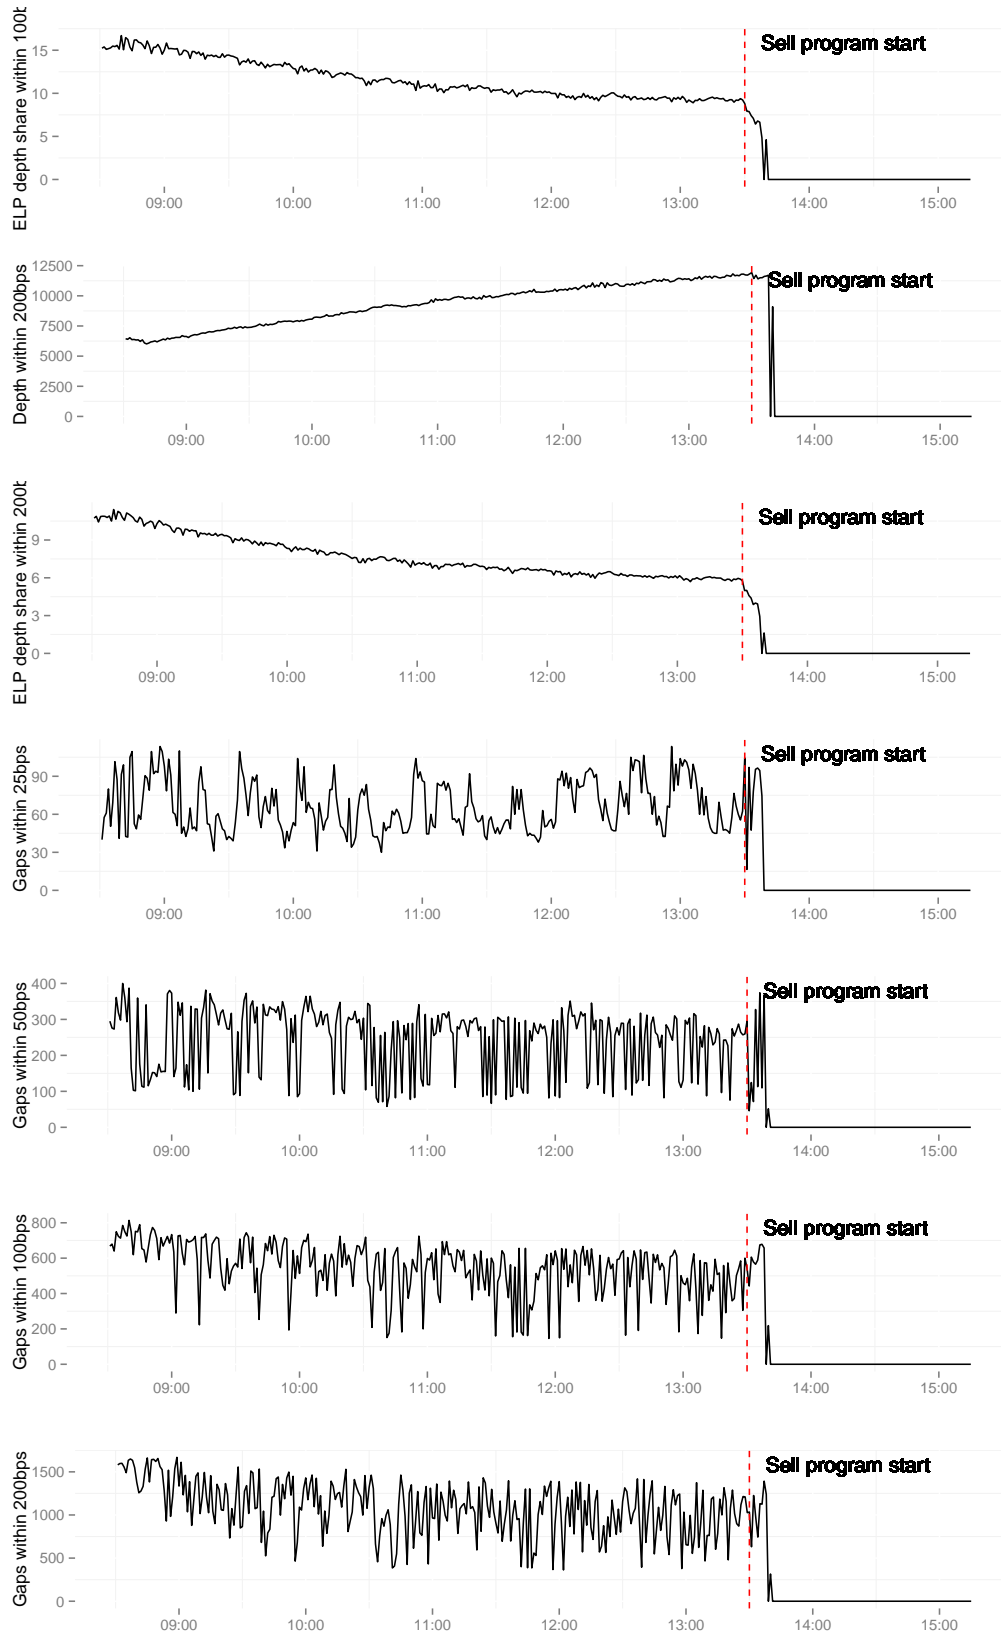 ELP depth share within 100b
15
10
5
0
Sell program start
09:00 10:00 11:00 12:00 13:00 14:00 15:00
Depth within 200bps
12500
10000
7500
5000
2500
0
Sell program start
09:00 10:00 11:00 12:00 13:00 14:00 15:00
ELP depth share within 200b
9
6
3
0
Sell program start
09:00 10:00 11:00 12:00 13:00 14:00 15:00
Gaps within 25bps
90
60
30
0
Sell program start
09:00 10:00 11:00 12:00 13:00 14:00 15:00
Gaps within 50bps
400
300
200
100
0
Sell program start
09:00 10:00 11:00 12:00 13:00 14:00 15:00
Gaps within 100bps
800
600
400
200
0
Sell program start
09:00 10:00 11:00 12:00 13:00 14:00 15:00
Gaps within 200bps
1500
1000
500
0
Sell program start
09:00 10:00 11:00 12:00 13:00 14:00 15:00